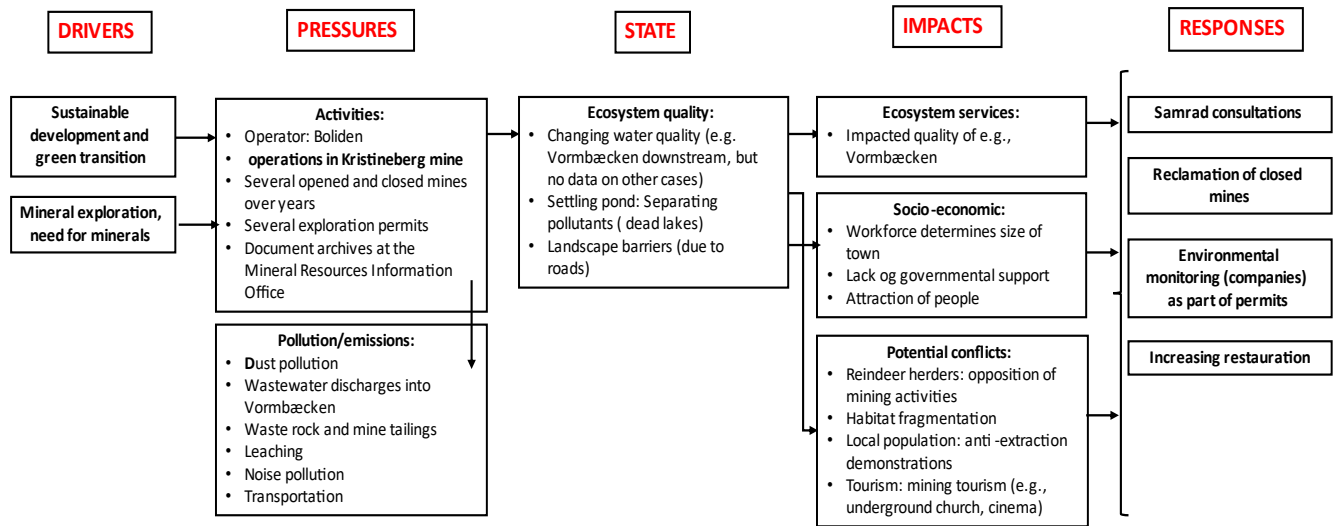 DRIVERS
PRESSURES
STATE
IMPACTS
RESPONSES
Sustainable
development and
green transition
Mineral exploration,
need for minerals
Activities:
• Operator: Boliden
• operations in Kristineberg mine
• Several opened and closed mines
over years
• Several exploration permits
• Document archives at the
Mineral Resources Information
Office
Pollution/emissions:
• Dust pollution
• Wastewater discharges into
Vormbæcken
• Waste rock and mine tailings
• Leaching
• Noise pollution
• Transportation
Ecosystem quality:
• Changing water quality (e.g.
Vormbæcken downstream, but
no data on other cases)
• Settling pond: Separating
pollutants ( dead lakes)
• Landscape barriers (due to
roads)
Ecosystem services:
• Impacted quality of e.g.,
Vormbæcken
Socio-economic:
• Workforce determines size of
town
• Lack og governmental support
• Attraction of people
Potential conflicts:
• Reindeer herders: opposition of
mining activities
• Habitat fragmentation
• Local population: anti -extraction
demonstrations
• Tourism: mining tourism (e.g.,
underground church, cinema)
Samrad consultations
Reclamation of closed
mines
Environmental
monitoring (companies)
as part of permits
Increasing restauration